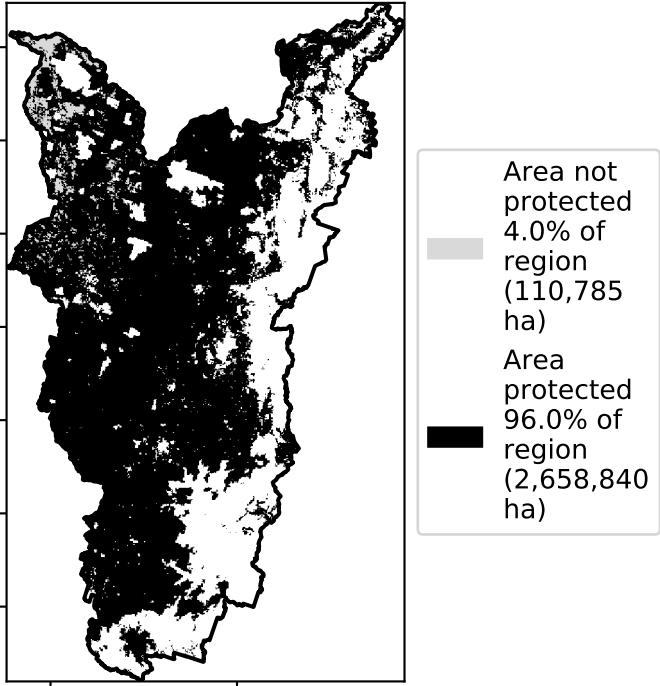 Area not
protected
4.0% of
region
(110,785
ha)
Area
protected
96.0% of
region
(2,658,840
ha)